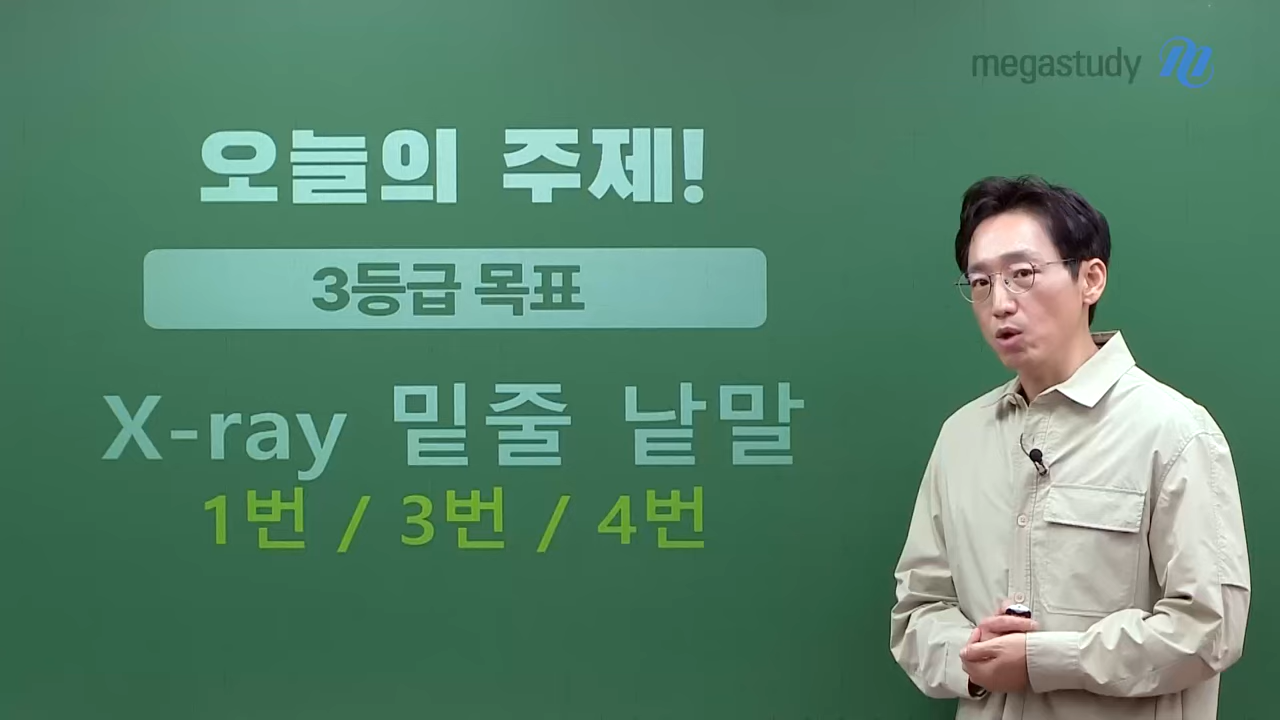 megastudy
오늘의 주제!
3등급 목표
X-ray 밑줄 낱말
1번 / 3번 / 4번